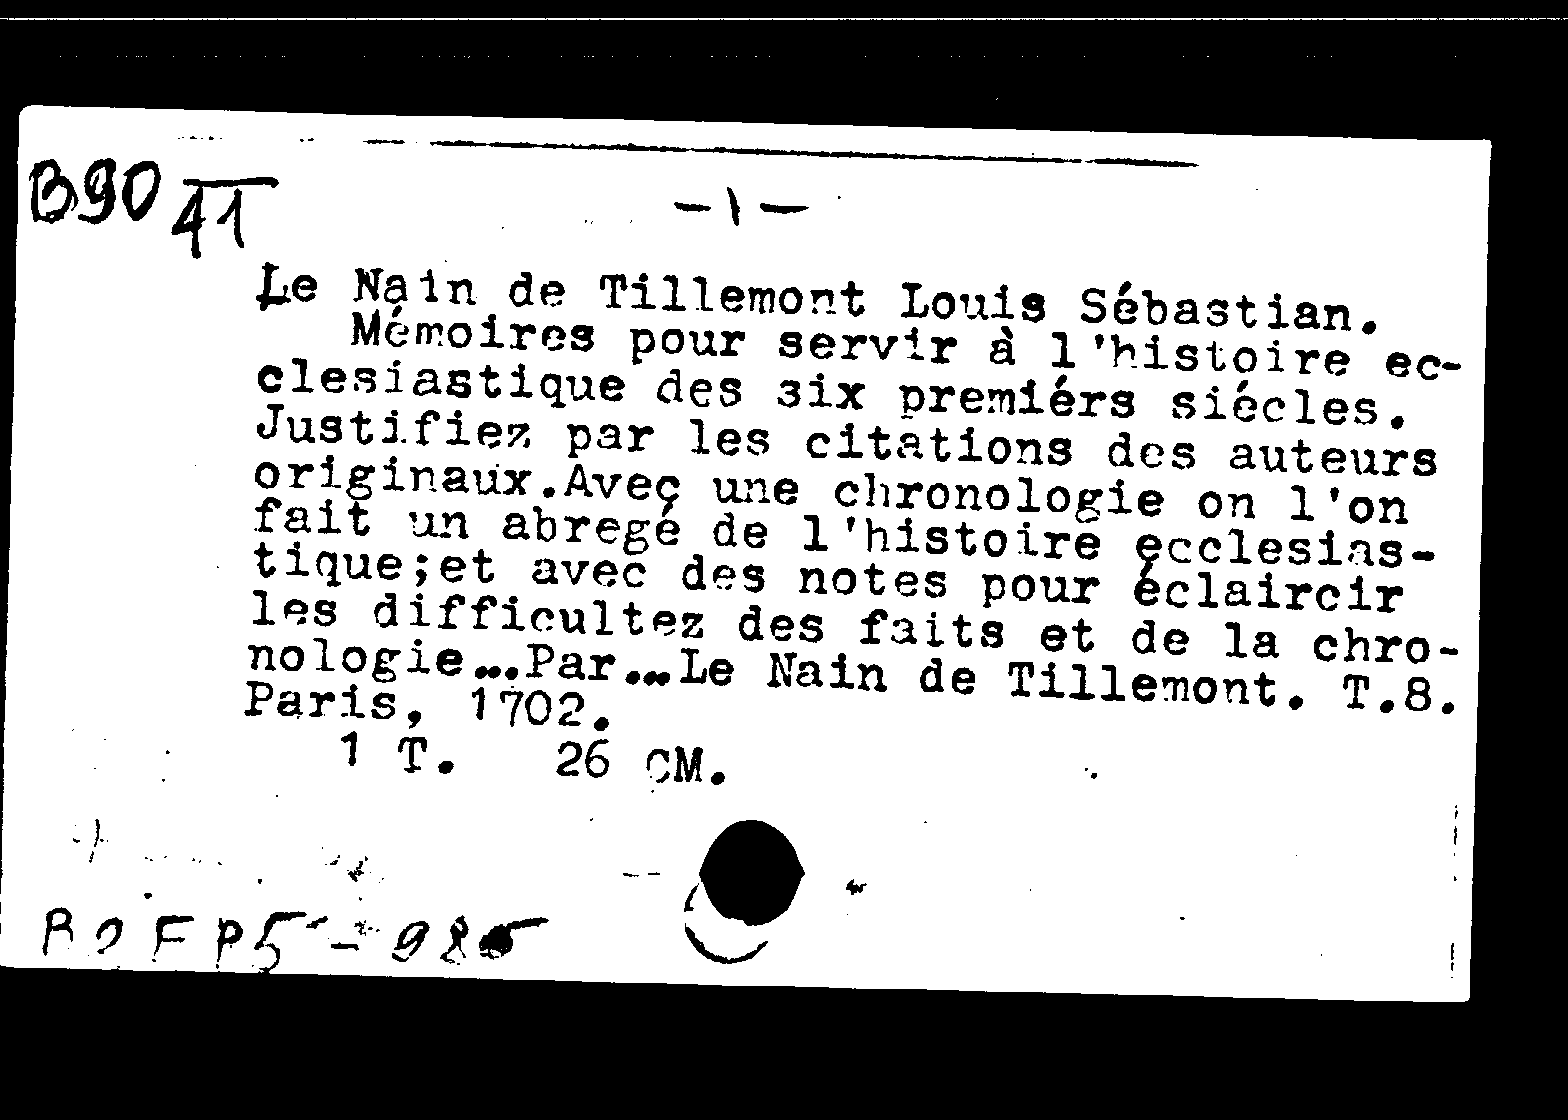 B90 41
-1-
Le Nain de Tillemont Louis Sébastian.
Mémoires pour servir à l'histoire ec-
clesiastique des six premiérs siécles.
Justifiez par les citations des auteurs
originaux.Avec une chronologie on l'on
fait un abregé de l'histoire ecclesias-
tique;et avec des notes pour éclaircir
les difficultez des faits et de la chro-
nologie...Par...Le Nain de Tillemont. T.8.
Paris, 1702.
1 T. 26 CM.